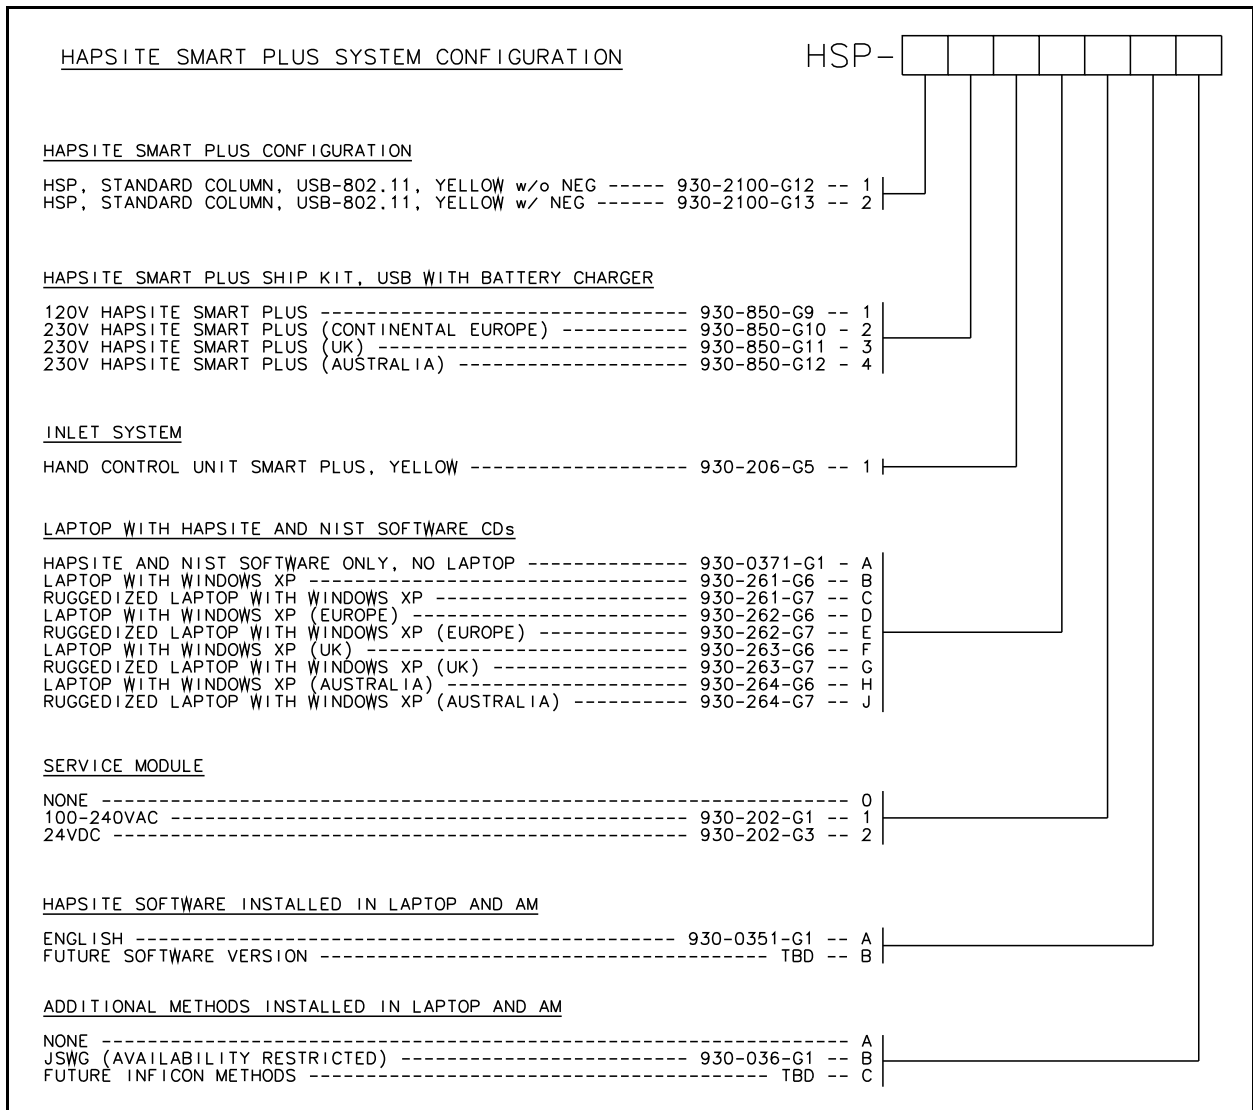 HAPSITE SMART PLUS SYSTEM CONFIGURATION
HSP-
HAPSITE SMART PLUS CONFIGURATION
HSP, STANDARD COLUMN, USB-802.11, YELLOW w/o NEG ----- 930-2100-G12 -- 1
HSP, STANDARD COLUMN, USB-802.11, YELLOW w/ NEG ------ 930-2100-G13 -- 2
HAPSITE SMART PLUS SHIP KIT, USB WITH BATTERY CHARGER
120V HAPSITE SMART PLUS -------------------------------- 930-850-G9 -- 1
230V HAPSITE SMART PLUS (CONTINENTAL EUROPE) ----------- 930-850-G10 - 2
230V HAPSITE SMART PLUS (UK) --------------------------- 930-850-G11 - 3
230V HAPSITE SMART PLUS (AUSTRALIA) -------------------- 930-850-G12 - 4
INLET SYSTEM
HAND CONTROL UNIT SMART PLUS, YELLOW ------------------- 930-206-G5 -- 1
LAPTOP WITH HAPSITE AND NIST SOFTWARE CDs
HAPSITE AND NIST SOFTWARE ONLY, NO LAPTOP -------------- 930-0371-G1 - A
LAPTOP WITH WINDOWS XP --------------------------------- 930-261-G6 -- B
RUGGEDIZED LAPTOP WITH WINDOWS XP ---------------------- 930-261-G7 -- C
LAPTOP WITH WINDOWS XP (EUROPE) ------------------------ 930-262-G6 -- D
RUGGEDIZED LAPTOP WITH WINDOWS XP (EUROPE) ------------- 930-262-G7 -- E
LAPTOP WITH WINDOWS XP (UK) ---------------------------- 930-263-G6 -- F
RUGGEDIZED LAPTOP WITH WINDOWS XP (UK) ----------------- 930-263-G7 -- G
LAPTOP WITH WINDOWS XP (AUSTRALIA) --------------------- 930-264-G6 -- H
RUGGEDIZED LAPTOP WITH WINDOWS XP (AUSTRALIA) ---------- 930-264-G7 -- J
SERVICE MODULE
NONE ----------------------------------------------------------------- 0
100-240VAC --------------------------------------------- 930-202-G1 -- 1
24VDC -------------------------------------------------- 930-202-G3 -- 2
HAPSITE SOFTWARE INSTALLED IN LAPTOP AND AM
ENGLISH ----------------------------------------------- 930-0351-G1 -- A
FUTURE SOFTWARE VERSION --------------------------------------- TBD -- B
ADDITIONAL METHODS INSTALLED IN LAPTOP AND AM
NONE ----------------------------------------------------------------- A
JSWG (AVAILABILITY RESTRICTED) ------------------------- 930-036-G1 -- B
FUTURE INFICON METHODS ---------------------------------------- TBD -- C